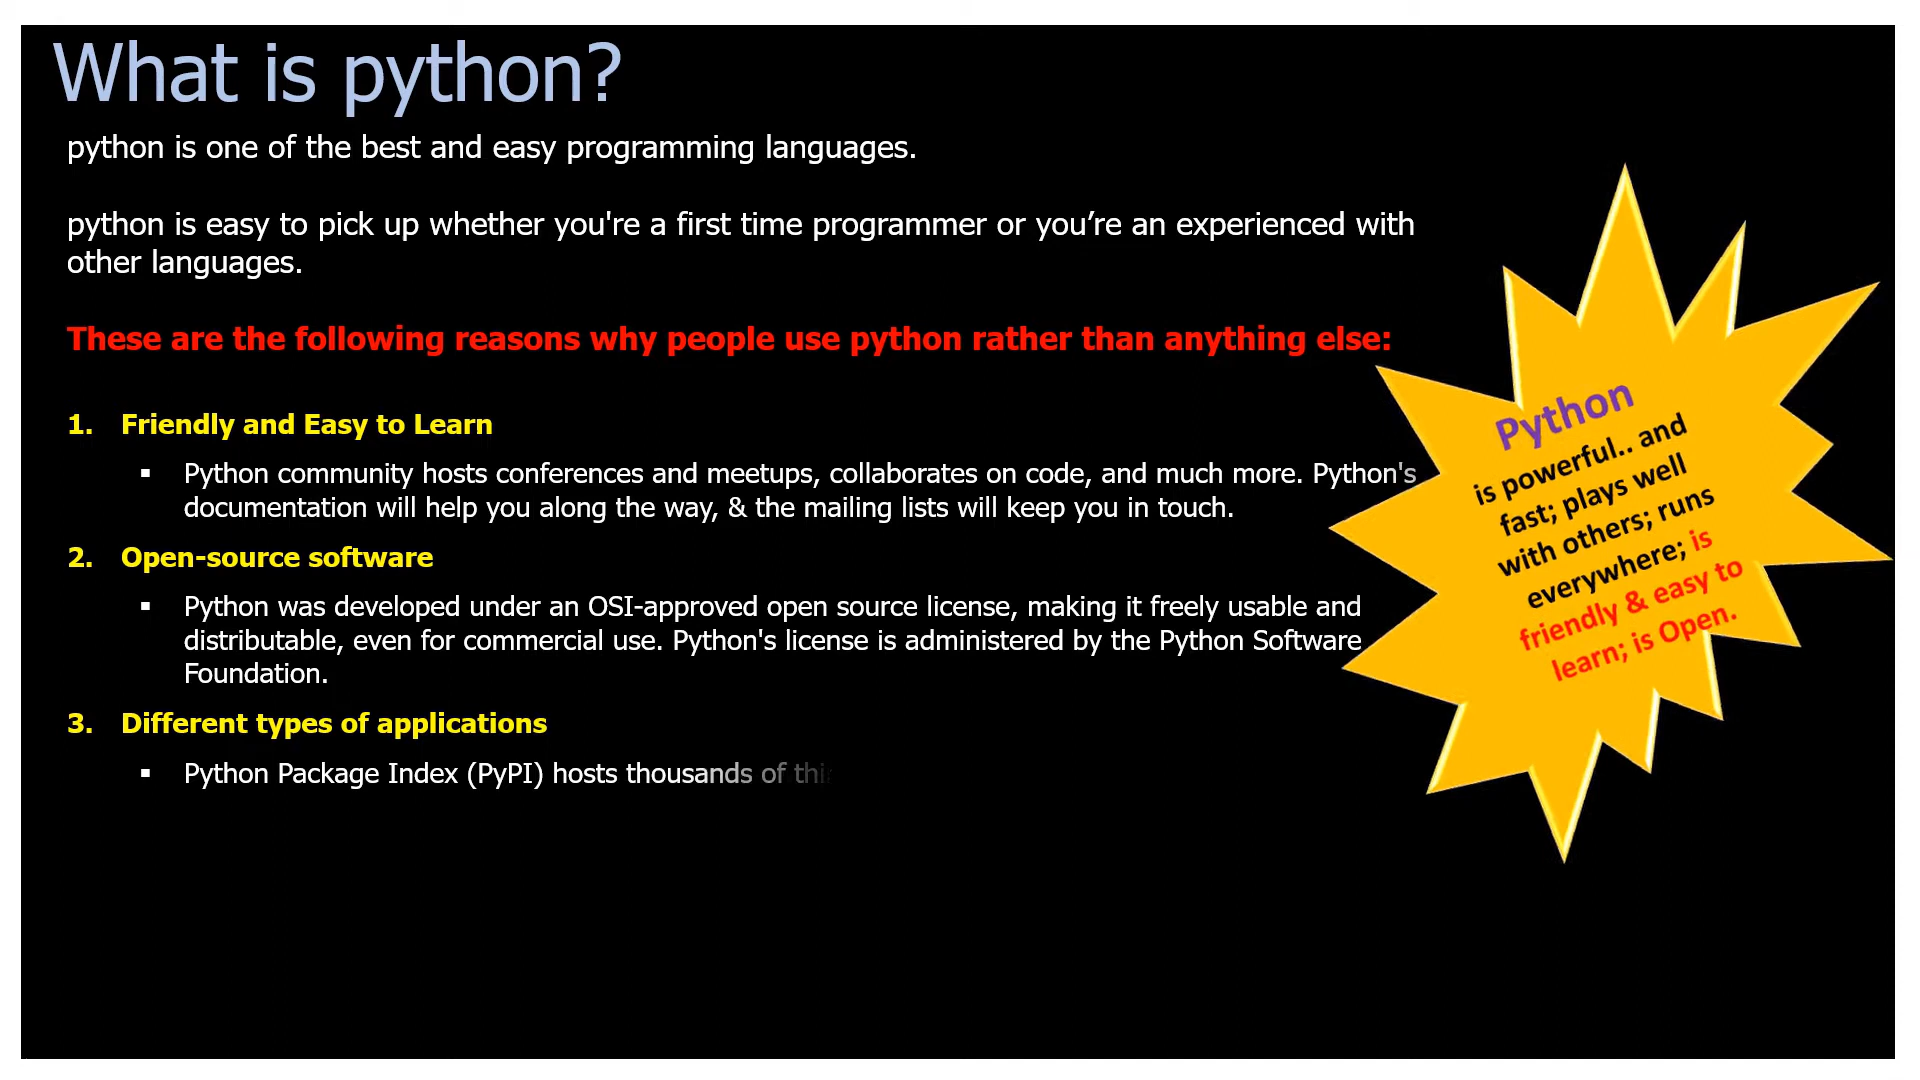 What is python?
python is one of the best and easy programming languages.
python is easy to pick up whether you're a first time programmer or you’re an experienced with
other languages.
These are the following reasons why people use python rather than anything else:
1. Friendly and Easy to Learn
▪ Python community hosts conferences and meetups, collaborates on code, and much more. Python's
documentation will help you along the way, & the mailing lists will keep you in touch.
2. Open-source software
▪ Python was developed under an OSI-approved open source license, making it freely usable and
distributable, even for commercial use. Python's license is administered by the Python Software
Foundation.
3. Different types of applications
▪ Python Package Index (PyPI) hosts thousands of
Python
is powerful.. and
fast; plays well
with others; runs
everywhere; is
friendly & easy to
learn; is Open.